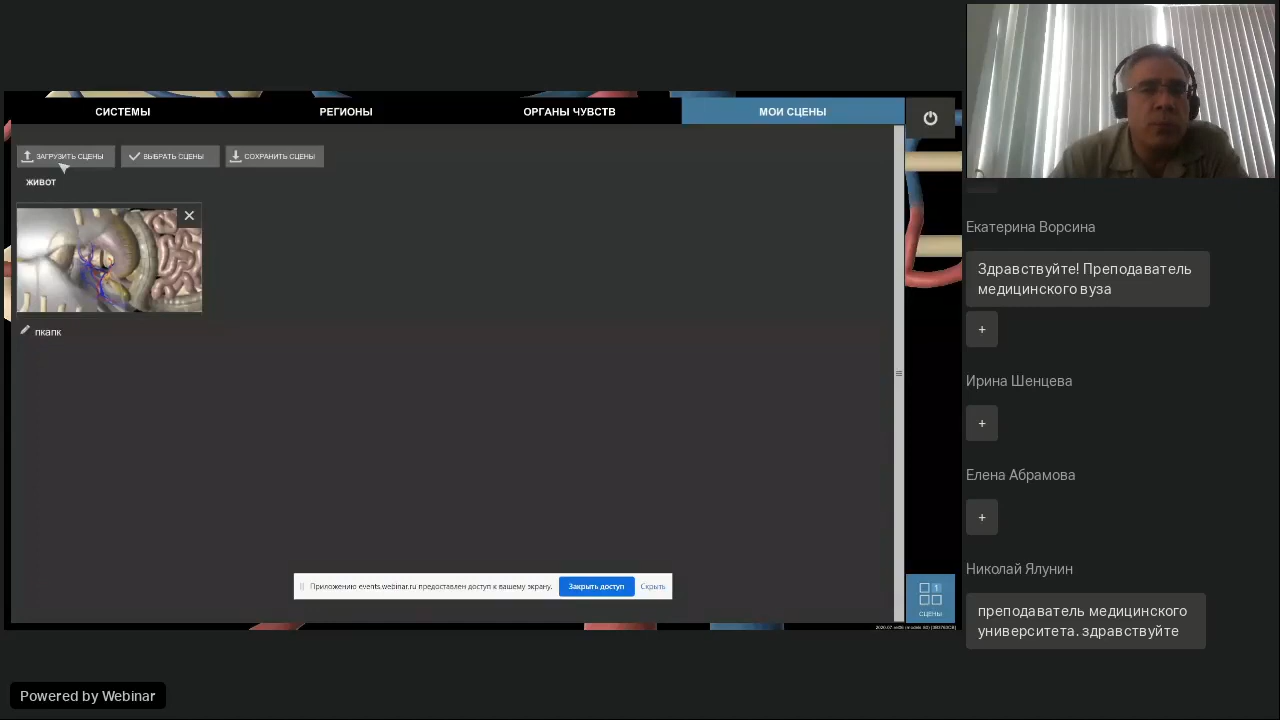 СИСТЕМЫ
РЕГИОНЫ
ОРГАНЫ ЧУВСТВ
МОИ СЦЕНЫ
ЗАГРУЗИТЬ СЦЕНЫ
ВЫБРАТЬ СЦЕНЫ
СОХРАНИТЬ СЦЕНЫ
ЖИВОТ
пкапк
Приложению events.webinar.ru предоставлен доступ к вашему экрану.
Закрыть доступ
Скрыть
1
СЦЕНЫ
Powered by Webinar
Екатерина Ворсина
Здравствуйте! Преподаватель
медицинского вуза
+
Ирина Шенцева
+
Елена Абрамова
+
Николай Ялунин
преподаватель медицинского
университета. здравствуйте